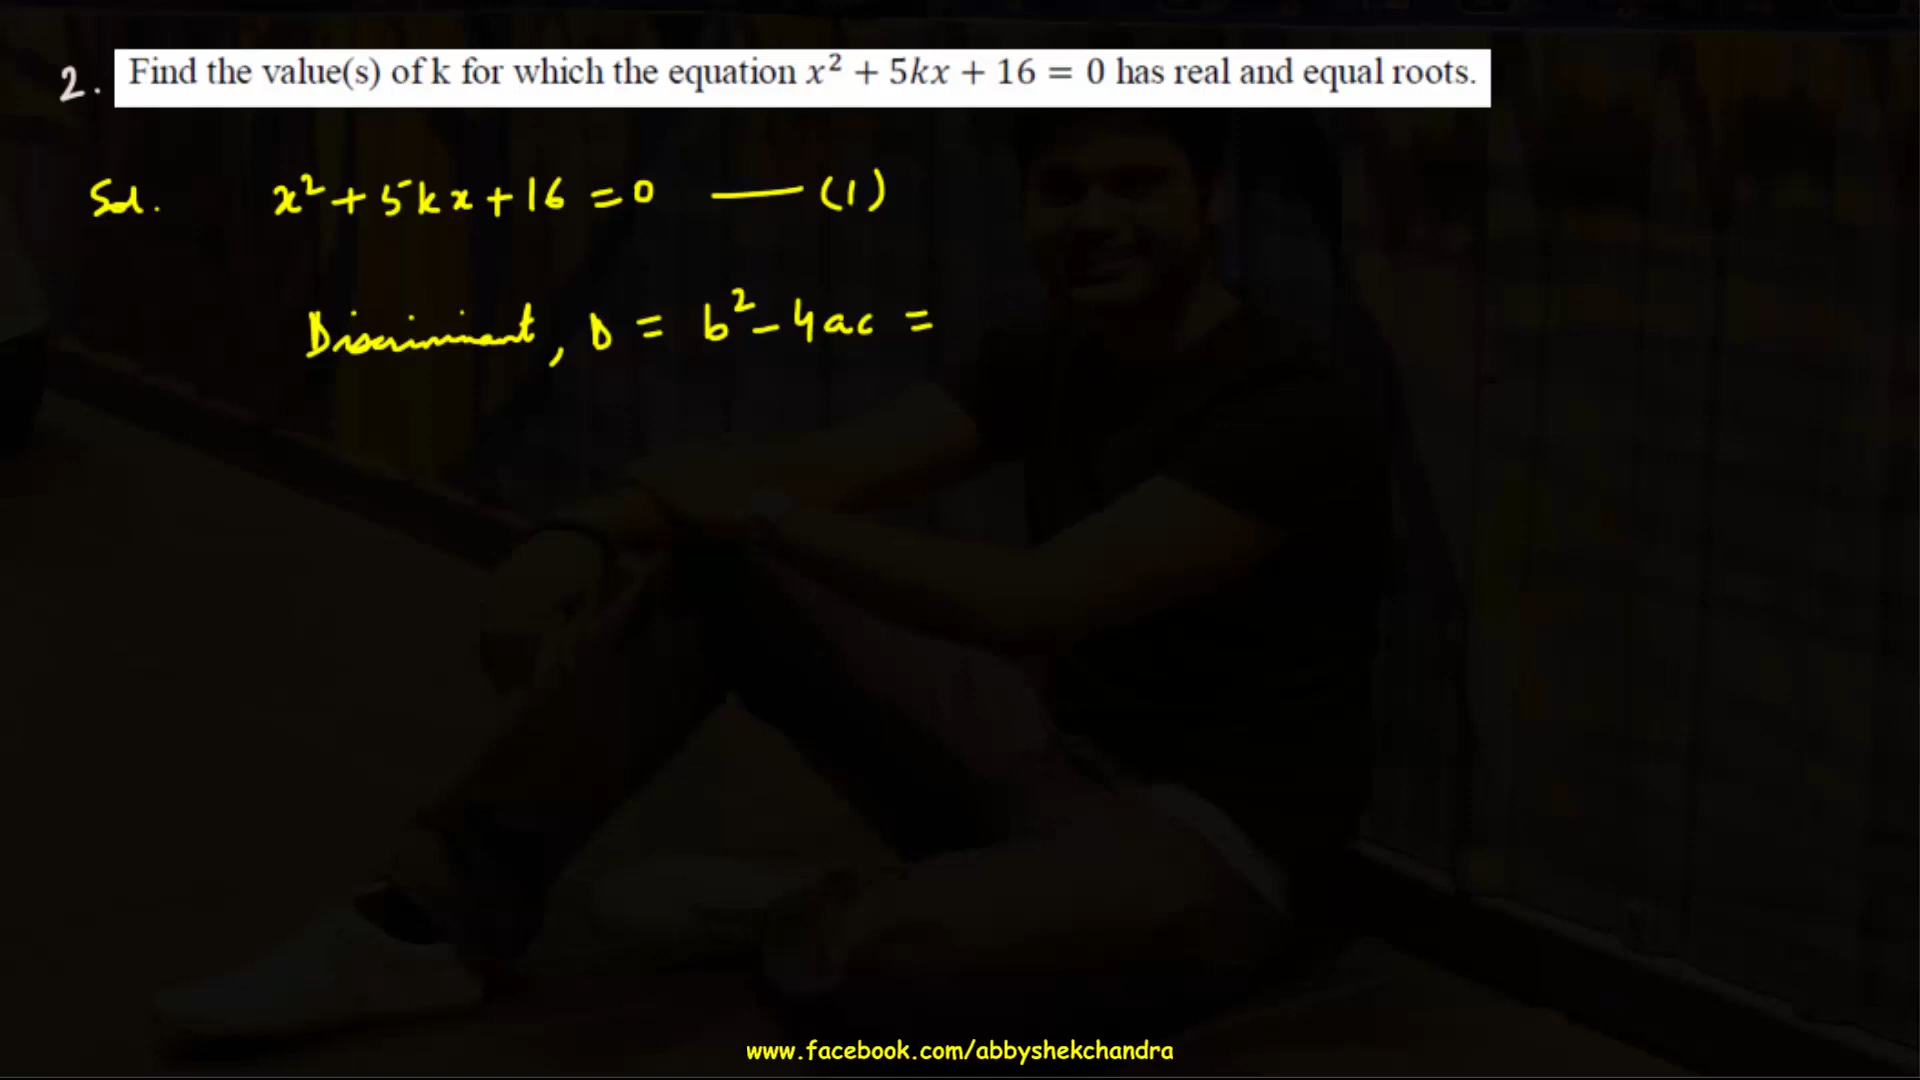 2. Find the value(s) of k for which the equation x² + 5kx + 16 = 0 has real and equal roots.
Sol. x² + 5kx + 16 = 0 —— (1)
Discriminant, D = b² - 4ac =
www.facebook.com/abbyshekchandra